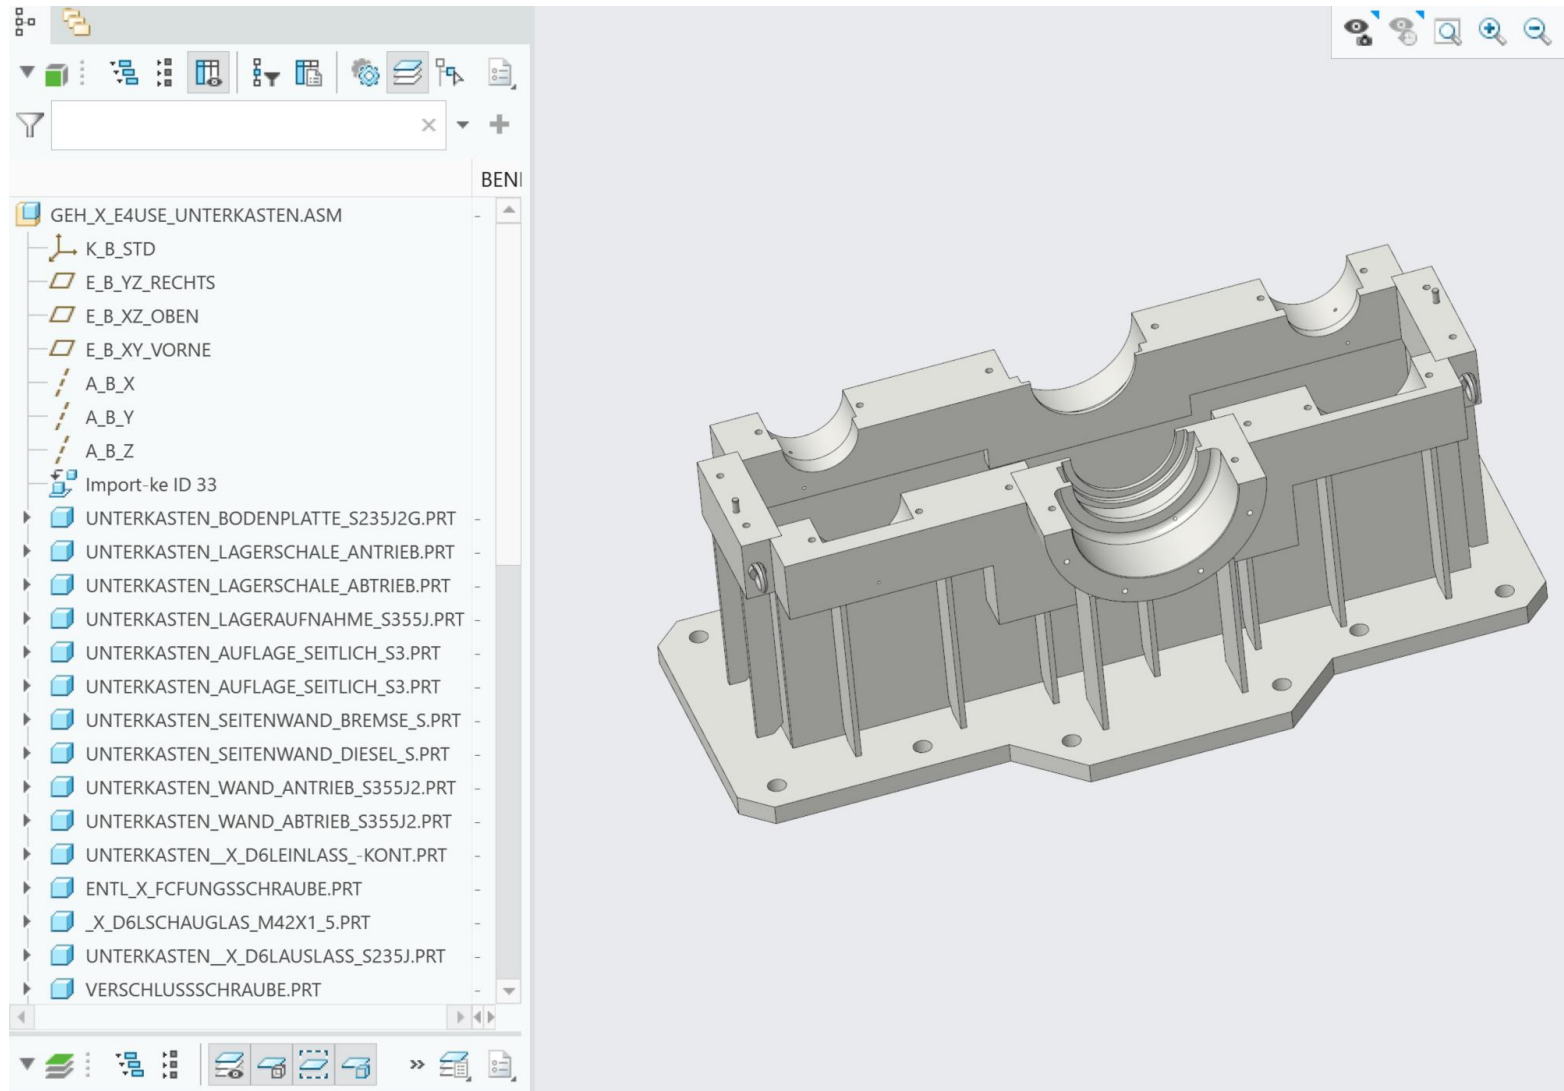 BENI
GEH_X_E4USE_UNTERKASTEN.ASM -
K_B_STD
E_B_YZ_RECHTS
E_B_XZ_OBEN
E_B_XY_VORNE
A_B_X
A_B_Y
A_B_Z
Import-ke ID 33
UNTERKASTEN_BODENPLATTE_S235J2G.PRT -
UNTERKASTEN_LAGERSCHALE_ANTRIEB.PRT -
UNTERKASTEN_LAGERSCHALE_ABTRIEB.PRT -
UNTERKASTEN_LAGERAUFNAHME_S355J.PRT -
UNTERKASTEN_AUFLAGE_SEITLICH_S3.PRT -
UNTERKASTEN_AUFLAGE_SEITLICH_S3.PRT -
UNTERKASTEN_SEITENWAND_BREMSE_S.PRT -
UNTERKASTEN_SEITENWAND_DIESEL_S.PRT -
UNTERKASTEN_WAND_ANTRIEB_S355J2.PRT -
UNTERKASTEN_WAND_ABTRIEB_S355J2.PRT -
UNTERKASTEN__X_D6LEINLASS_-KONT.PRT -
ENTL_X_FCFUNGSSCHRAUBE.PRT -
_X_D6LSCHAUGLAS_M42X1_5.PRT -
UNTERKASTEN__X_D6LAUSLASS_S235J.PRT -
VERSCHLUSSSCHRAUBE.PRT -